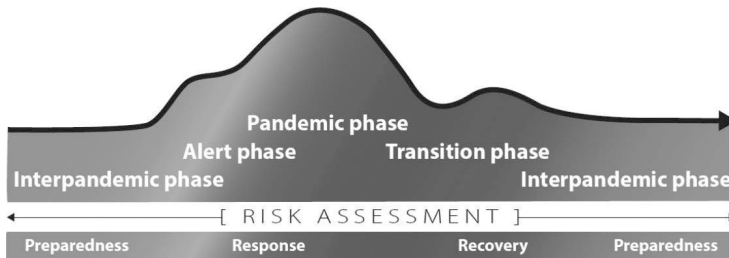 Pandemic phase
Alert phase Transition phase
Interpandemic phase Interpandemic phase
[ RISK ASSESSMENT ]
Preparedness Response Recovery Preparedness